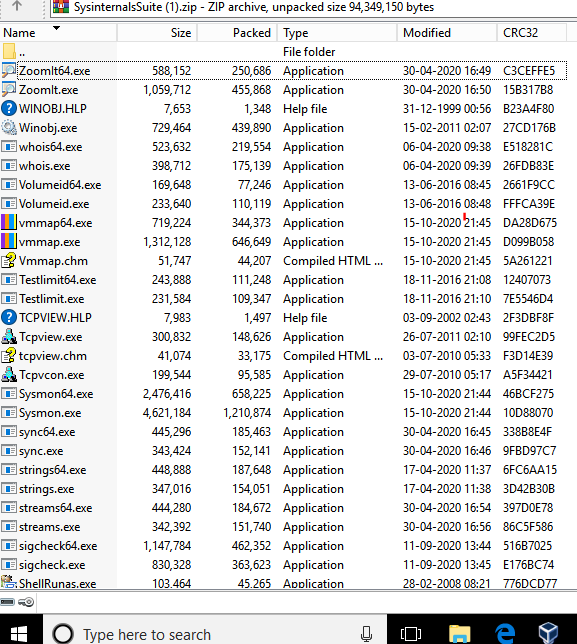 SysinternalsSuite (1).zip - ZIP archive, unpacked size 94,349,150 bytes
Name Size Packed Type Modified CRC32
.. File folder
ZoomIt64.exe 588,152 250,686 Application 30-04-2020 16:49 C3CEFFE5
ZoomIt.exe 1,059,712 455,868 Application 30-04-2020 16:50 15B317B8
WINOBJ.HLP 7,653 1,348 Help file 31-12-1999 00:56 B23A4F80
Winobj.exe 729,464 439,890 Application 15-02-2011 02:07 27CD176B
whois64.exe 523,632 219,554 Application 06-04-2020 09:38 E518281C
whois.exe 398,712 175,139 Application 06-04-2020 09:39 26FDB83E
Volumeid64.exe 169,648 77,246 Application 13-06-2016 08:45 2661F9CC
Volumeid.exe 233,640 110,119 Application 13-06-2016 08:48 FFFCA39E
vmmap64.exe 719,224 344,373 Application 15-10-2020 21:45 DA28D675
vmmap.exe 1,312,128 646,649 Application 15-10-2020 21:45 D099B058
Vmmap.chm 51,747 44,207 Compiled HTML ... 15-10-2020 21:45 5A261221
Testlimit64.exe 243,888 111,248 Application 18-11-2016 21:08 12407073
Testlimit.exe 231,584 109,347 Application 18-11-2016 21:10 7E5546D4
TCPVIEW.HLP 7,983 1,497 Help file 03-09-2002 02:43 2F3DBF8F
Tcpview.exe 300,832 148,626 Application 26-07-2011 02:10 99FEC2D5
tcpview.chm 41,074 33,175 Compiled HTML ... 03-07-2010 05:33 F3D14E39
Tcpvcon.exe 199,544 95,585 Application 29-07-2010 05:17 A5F34421
Sysmon64.exe 2,476,416 658,225 Application 15-10-2020 21:44 46BCF275
Sysmon.exe 4,621,184 1,210,874 Application 15-10-2020 21:44 10D88070
sync64.exe 445,296 185,463 Application 30-04-2020 16:45 338B8E4F
sync.exe 343,424 152,141 Application 30-04-2020 16:46 9FBD97C7
strings64.exe 448,888 187,648 Application 17-04-2020 11:37 6FC6AA15
strings.exe 347,016 154,051 Application 17-04-2020 11:38 3D42B30B
streams64.exe 444,280 184,672 Application 30-04-2020 16:54 397D0E78
streams.exe 342,392 151,740 Application 30-04-2020 16:56 86C5F586
sigcheck64.exe 1,147,784 462,352 Application 11-09-2020 13:44 516B7025
sigcheck.exe 830,328 363,623 Application 11-09-2020 13:45 E176BC74
ShellRunas.exe 103,464 45,265 Application 28-02-2008 08:21 776DCD77
Type here to search